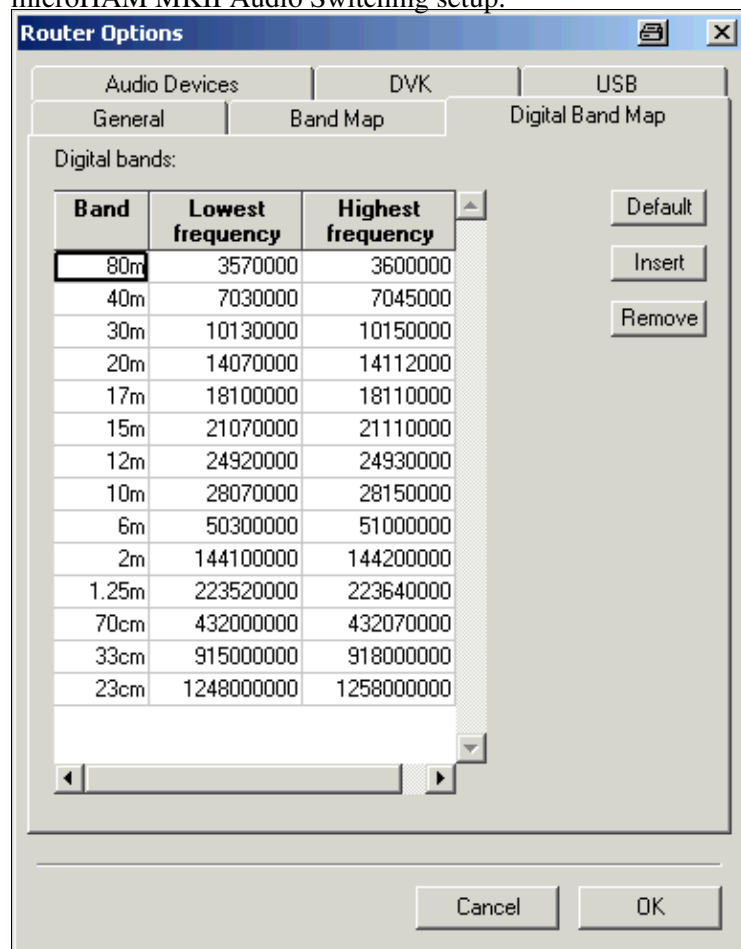 microHAM MKII Audio Switching setup.
Router Options
Audio Devices DVK USB
General Band Map Digital Band Map
Digital bands:
Band Lowest frequency Highest frequency
80m 3570000 3600000
40m 7030000 7045000
30m 10130000 10150000
20m 14070000 14112000
17m 18100000 18110000
15m 21070000 21110000
12m 24920000 24930000
10m 28070000 28150000
6m 50300000 51000000
2m 144100000 144200000
1.25m 223520000 223640000
70cm 432000000 432070000
33cm 915000000 918000000
23cm 1248000000 1258000000
Default
Insert
Remove
Cancel OK